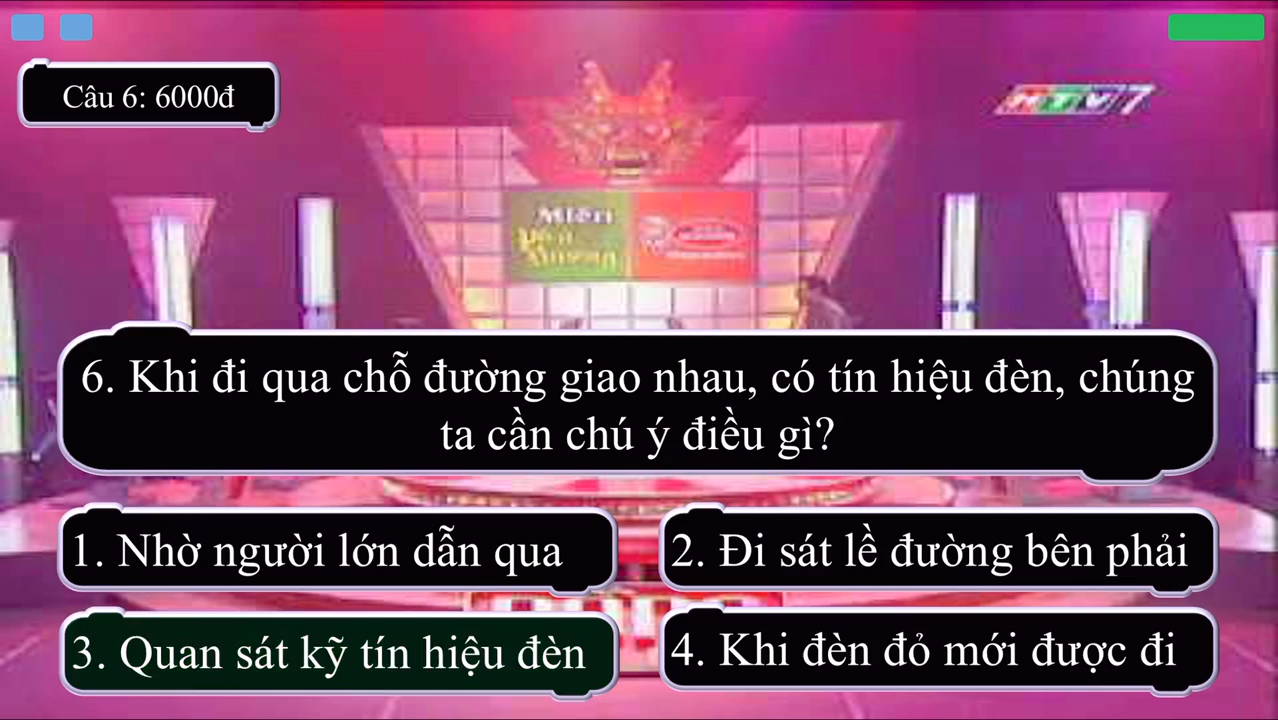 Câu 6: 6000đ
HTV7
6. Khi đi qua chỗ đường giao nhau, có tín hiệu đèn, chúng
ta cần chú ý điều gì?
1. Nhờ người lớn dẫn qua
2. Đi sát lề đường bên phải
3. Quan sát kỹ tín hiệu đèn
4. Khi đèn đỏ mới được đi